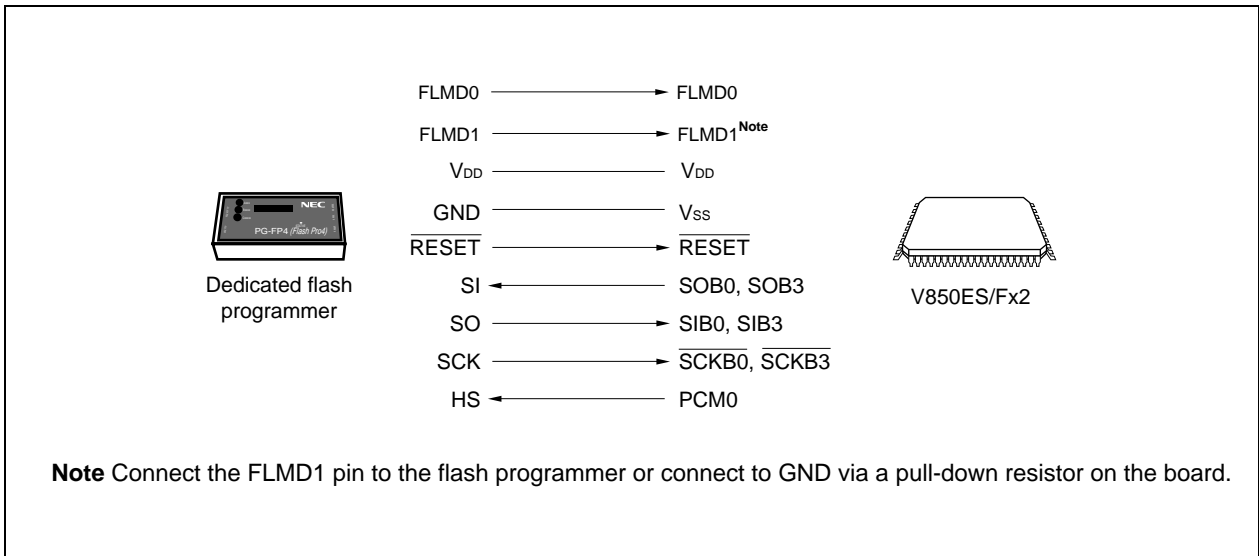 FLMD0 FLMD0
FLMD1 FLMD1Note
VDD VDD
GND VSS
RESET RESET
SI SOB0, SOB3
SO SIB0, SIB3
SCK SCKB0, SCKB3
HS PCM0
NEC
PG-FP4 (Flash Pro4)
Dedicated flash
programmer
V850ES/Fx2
Note Connect the FLMD1 pin to the flash programmer or connect to GND via a pull-down resistor on the board.